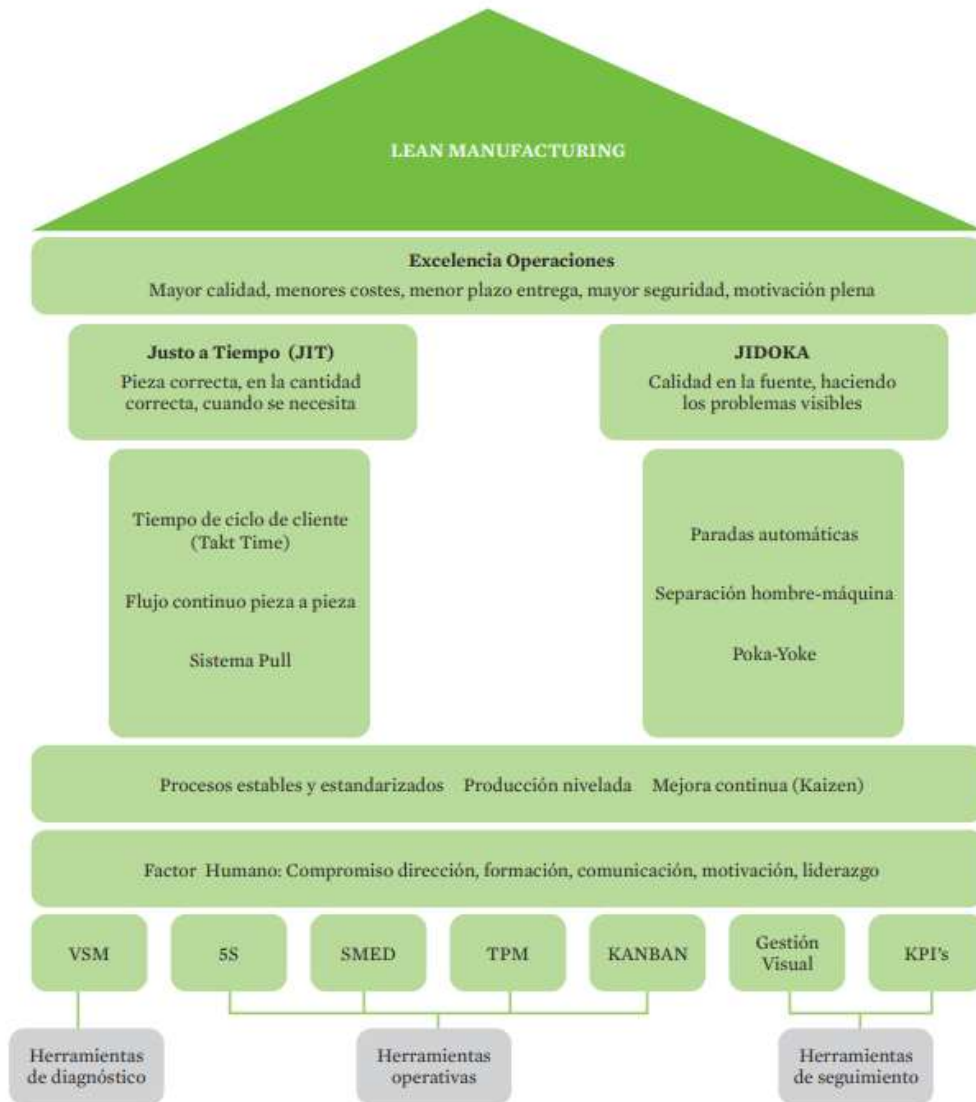 LEAN MANUFACTURING
Excelencia Operaciones
Mayor calidad, menores costes, menor plazo entrega, mayor seguridad, motivación plena
Justo a Tiempo (JIT)
Pieza correcta, en la cantidad
correcta, cuando se necesita
JIDOKA
Calidad en la fuente, haciendo
los problemas visibles
Tiempo de ciclo de cliente
(Takt Time)
Flujo continuo pieza a pieza
Sistema Pull
Paradas automáticas
Separación hombre-máquina
Poka-Yoke
Procesos estables y estandarizados Producción nivelada Mejora continua (Kaizen)
Factor Humano: Compromiso dirección, formación, comunicación, motivación, liderazgo
VSM
5S
SMED
TPM
KANBAN
Gestión
Visual
KPI's
Herramientas
de diagnóstico
Herramientas
operativas
Herramientas
de seguimiento